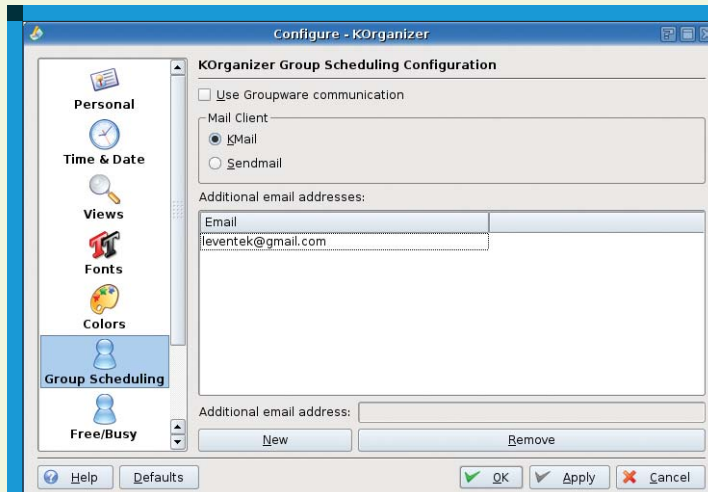 Configure - KOrganizer
Personal
Time & Date
Views
Fonts
Colors
Group Scheduling
Free/Busy
KOrganizer Group Scheduling Configuration
Use Groupware communication
Mail Client
KMail
Sendmail
Additional email addresses:
Email
leventek@gmail.com
Additional email address:
New
Remove
Help
Defaults
OK
Apply
Cancel